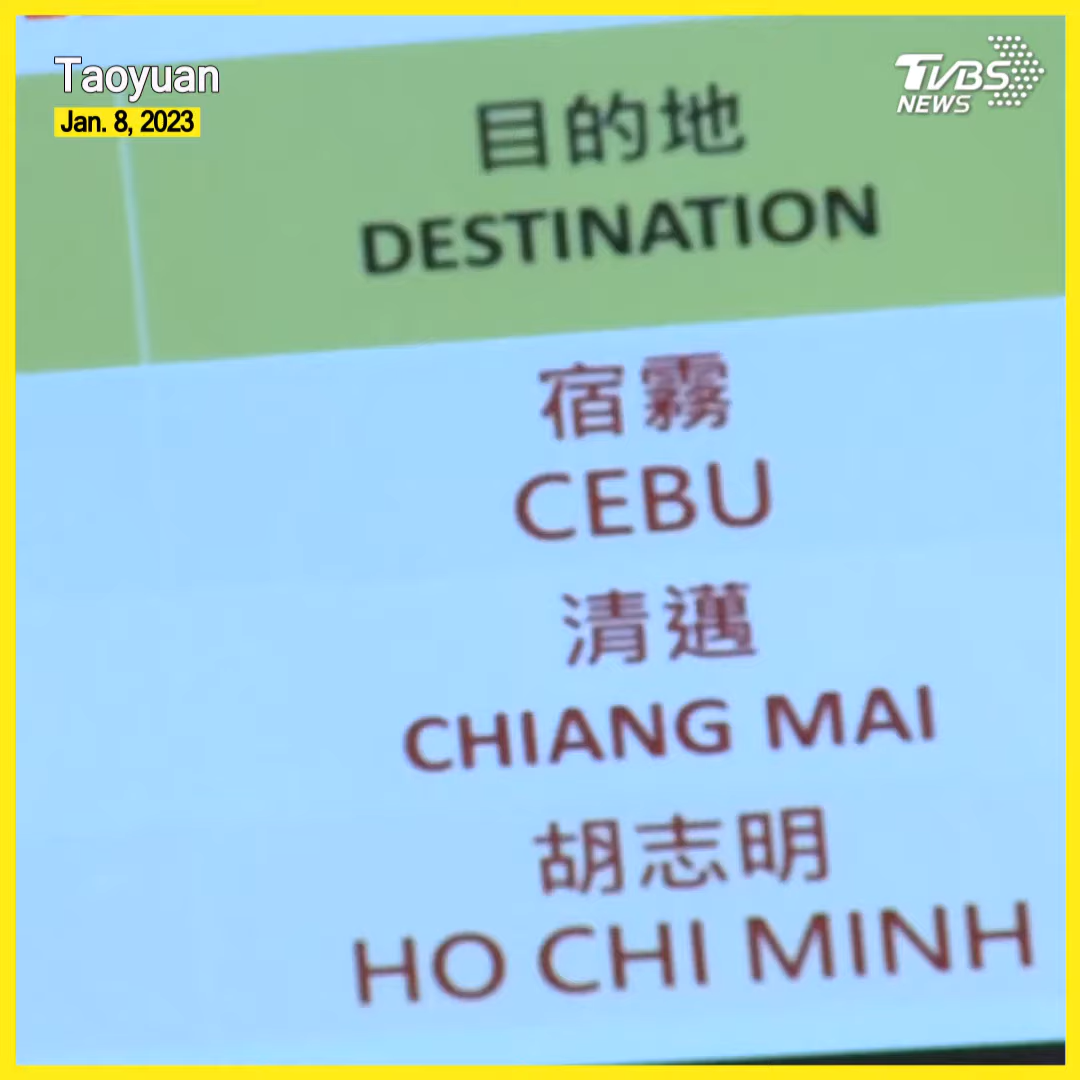 Taoyuan
Jan. 8, 2023
TVBS
NEWS
目的地
DESTINATION
宿霧
CEBU
清邁
CHIANG MAI
胡志明
HO CHI MINH